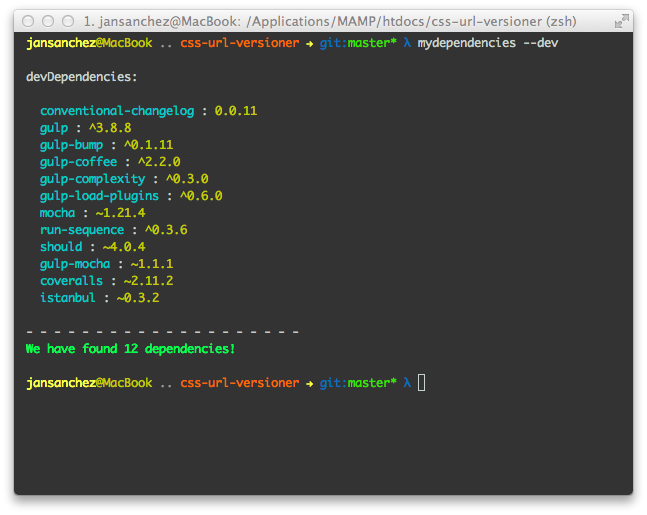 1. jansanchez@MacBook: /Applications/MAMP/htdocs/css-url-versioner (zsh)
jansanchez@MacBook .. css-url-versioner → git:master* λ mydependencies --dev
devDependencies:
conventional-changelog : 0.0.11
gulp : ^3.8.8
gulp-bump : ^0.1.11
gulp-coffee : ^2.2.0
gulp-complexity : ^0.3.0
gulp-load-plugins : ^0.6.0
mocha : ~1.21.4
run-sequence : ^0.3.6
should : ~4.0.4
gulp-mocha : ~1.1.1
coveralls : ~2.11.2
istanbul : ~0.3.2
- - - - - - - - - - - - - - - - - - - -
We have found 12 dependencies!
jansanchez@MacBook .. css-url-versioner → git:master* λ